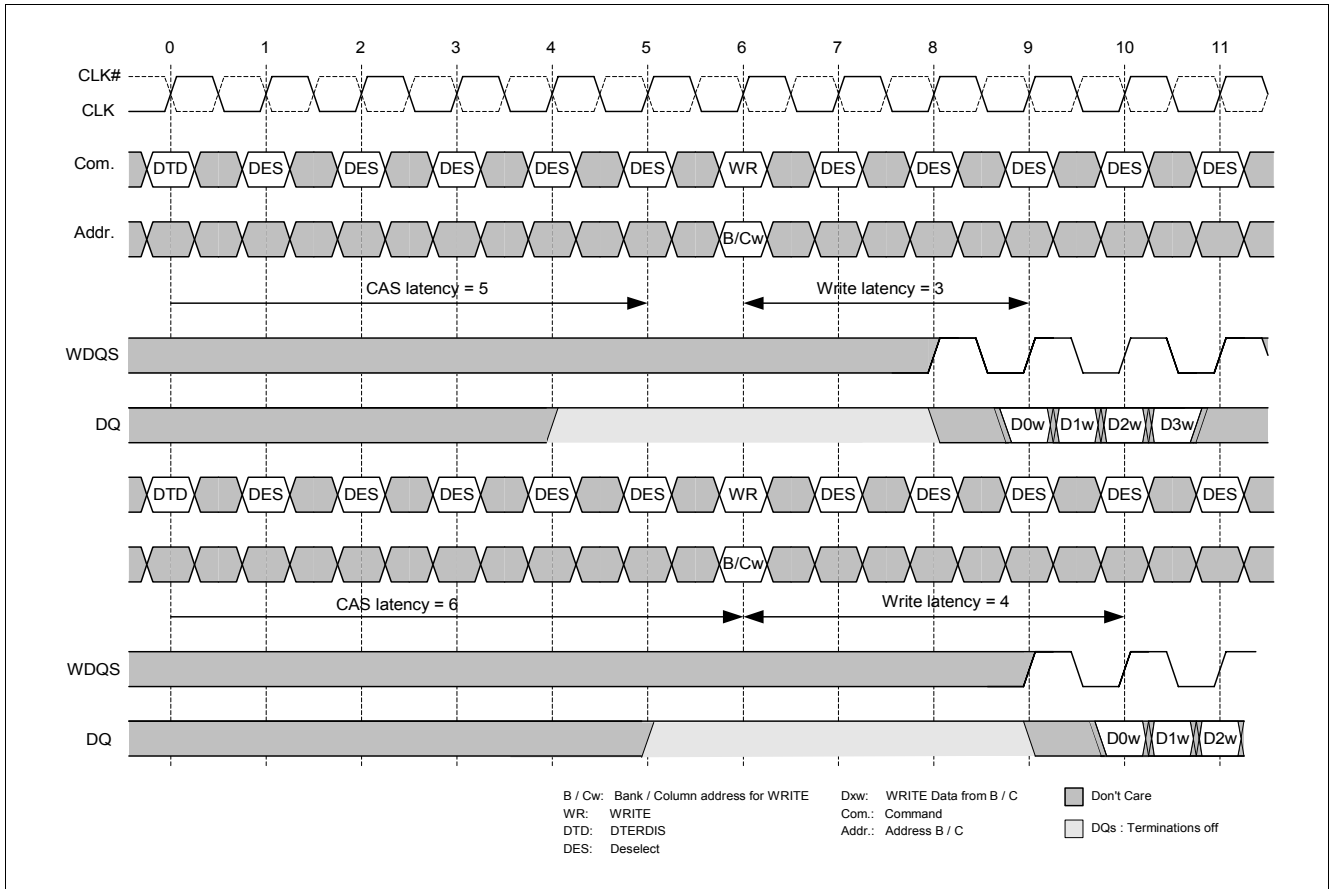 0 1 2 3 4 5 6 7 8 9 10 11
CLK#
CLK
Com. DTD DES DES DES DES DES WR DES DES DES DES DES
Addr. B/Cw
CAS latency = 5 Write latency = 3
WDQS
DQ D0w D1w D2w D3w
DTD DES DES DES DES DES WR DES DES DES DES DES
B/Cw
CAS latency = 6 Write latency = 4
WDQS
DQ D0w D1w D2w
B / Cw: Bank / Column address for WRITE Dxw: WRITE Data from B / C Don't Care
WR: WRITE Com.: Command
DTD: DTERDIS Addr.: Address B / C DQs : Terminations off
DES: Deselect